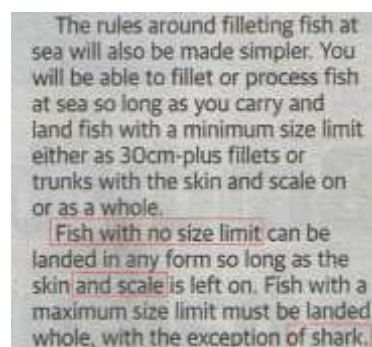 The rules around filleting fish at
sea will also be made simpler. You
will be able to fillet or process fish
at sea so long as you carry and
land fish with a minimum size limit
either as 30cm-plus fillets or
trunks with the skin and scale on
or as a whole.
Fish with no size limit can be
landed in any form so long as the
skin and scale is left on. Fish with a
maximum size limit must be landed
whole, with the exception of shark.